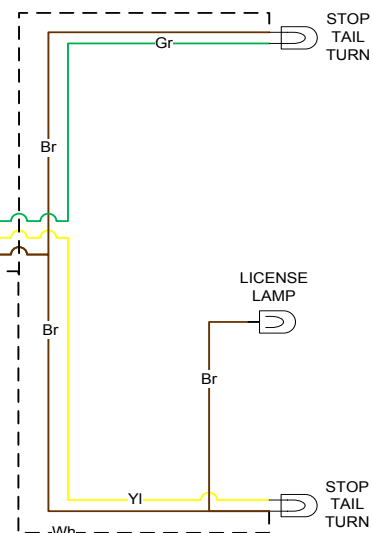 STOP
TAIL
TURN
Gr
Br
LICENSE
LAMP
Br
Br
Yl
STOP
TAIL
TURN
Wh